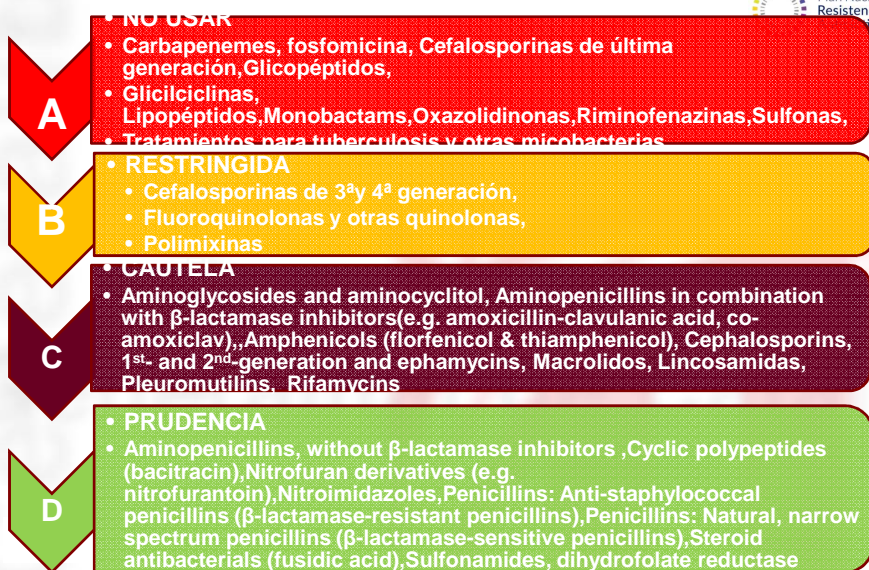 Resisten
• NO USAR
• Carbapenemes, fosfomicina, Cefalosporinas de última
generación,Glicopéptidos,
• Glicilciclinas,
Lipopéptidos,Monobactams,Oxazolidinonas,Riminofenazinas,Sulfonas,
• Tratamientos para tuberculosis y otras micobacterias
A
• RESTRINGIDA
• Cefalosporinas de 3ªy 4ª generación,
• Fluoroquinolonas y otras quinolonas,
• Polimixinas
B
• CAUTELA
• Aminoglycosides and aminocyclitol, Aminopenicillins in combination
with β-lactamase inhibitors(e.g. amoxicillin-clavulanic acid, co-
amoxiclav),,Amphenicols (florfenicol & thiamphenicol), Cephalosporins,
1st- and 2nd-generation and ephamycins, Macrolidos, Lincosamidas,
Pleuromutilins, Rifamycins
C
• PRUDENCIA
• Aminopenicillins, without β-lactamase inhibitors ,Cyclic polypeptides
(bacitracin),Nitrofuran derivatives (e.g.
nitrofurantoin),Nitroimidazoles,Penicillins: Anti-staphylococcal
penicillins (β-lactamase-resistant penicillins),Penicillins: Natural, narrow
spectrum penicillins (β-lactamase-sensitive penicillins),Steroid
antibacterials (fusidic acid),Sulfonamides, dihydrofolate reductase
D